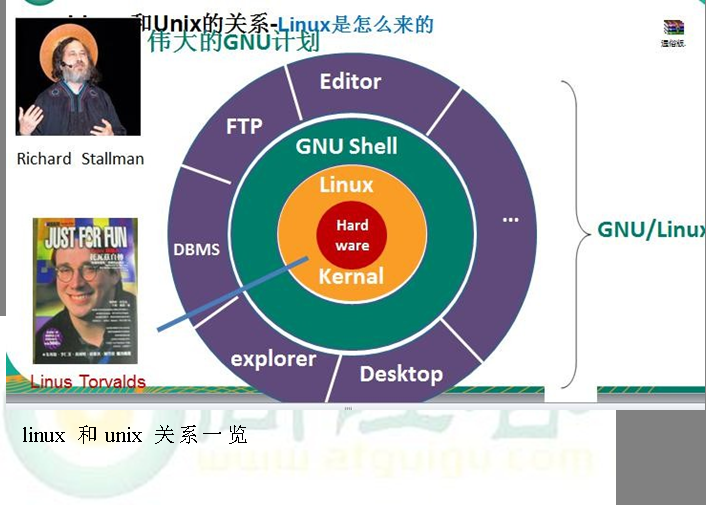 和Unix的关系-Linux是怎么来的
伟大的GNU计划
Richard Stallman
Editor
FTP
GNU Shell
Linux
Hard
ware
Kernal
...
DBMS
explorer
Desktop
GNU/Linux
JUST FOR FUN
Linus Torvalds
linux 和 unix 关系一览
www.atguigu.com